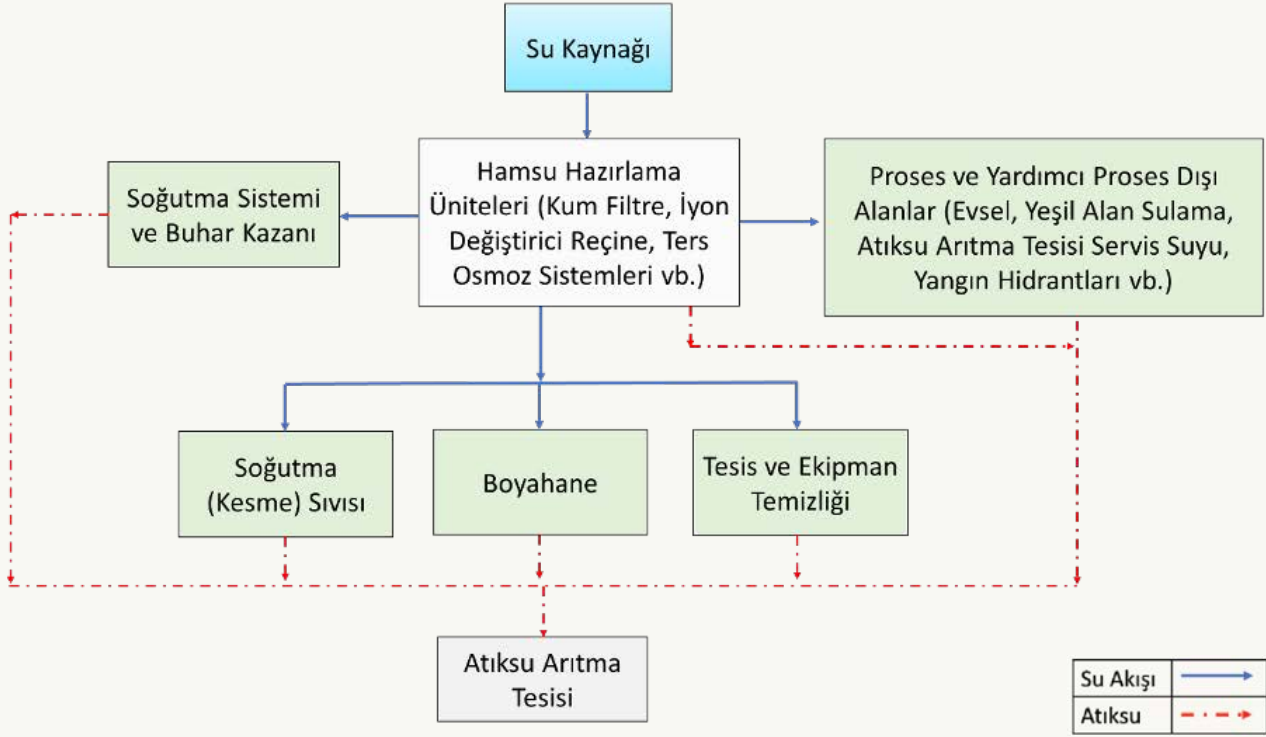 Su Kaynağı
Soğutma Sistemi
ve Buhar Kazanı
Hamsu Hazırlama
Üniteleri (Kum Filtre, İyon
Değiştirici Reçine, Ters
Osmoz Sistemleri vb.)
Proses ve Yardımcı Proses Dışı
Alanlar (Evsel, Yeşil Alan Sulama,
Atıksu Arıtma Tesisi Servis Suyu,
Yangın Hidrantları vb.)
Soğutma
(Kesme) Sıvısı
Boyahane
Tesis ve Ekipman
Temizliği
Atıksu Arıtma
Tesisi
Su Akışı
Atıksu